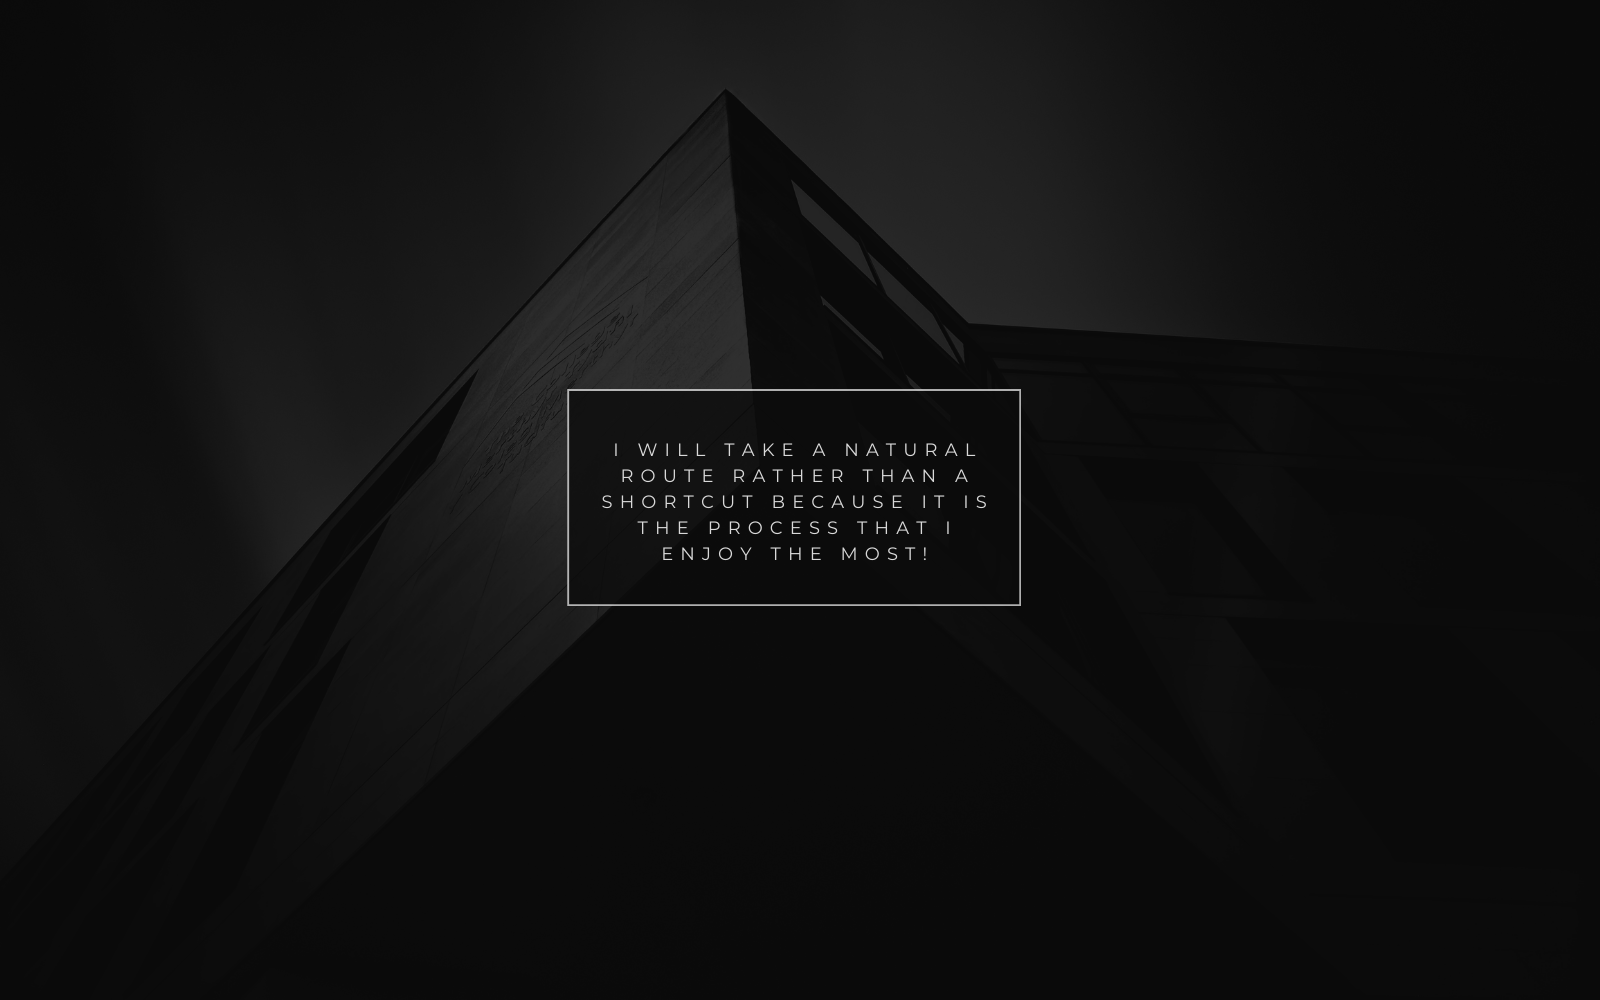 I WILL TAKE A NATURAL
ROUTE RATHER THAN A
SHORTCUT BECAUSE IT IS
THE PROCESS THAT I
ENJOY THE MOST!